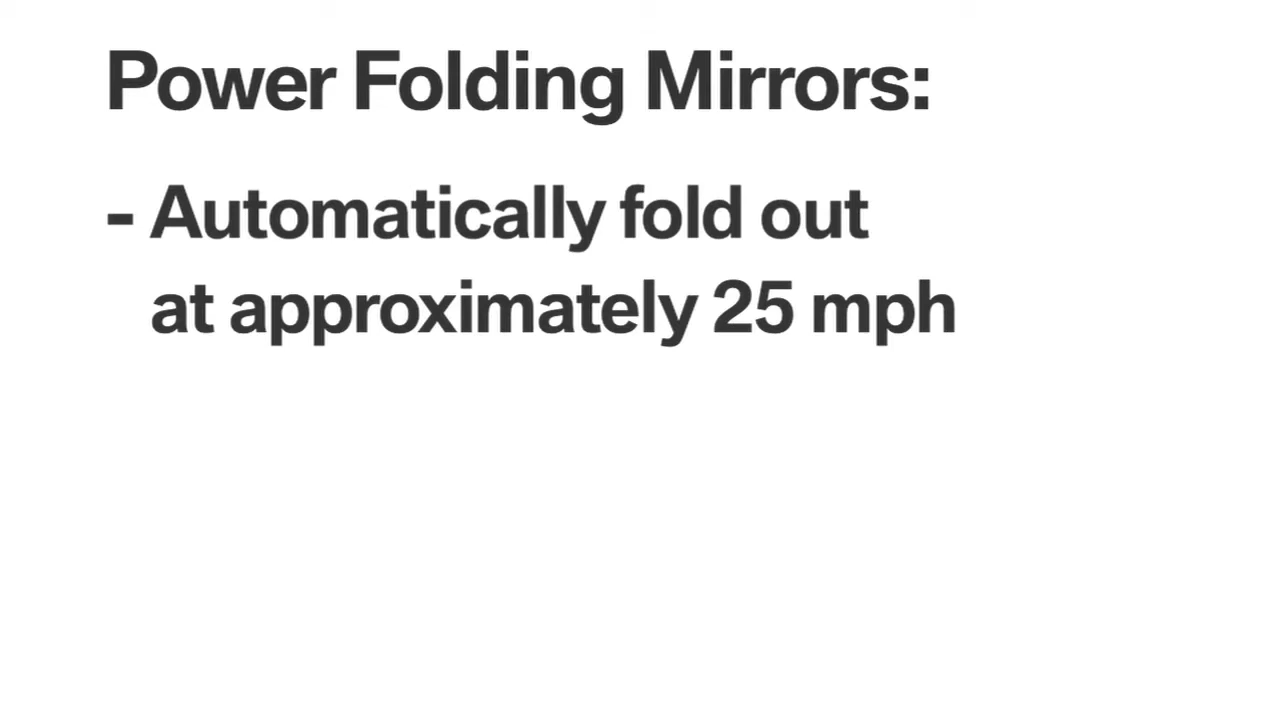 Power Folding Mirrors:
- Automatically fold out
at approximately 25 mph